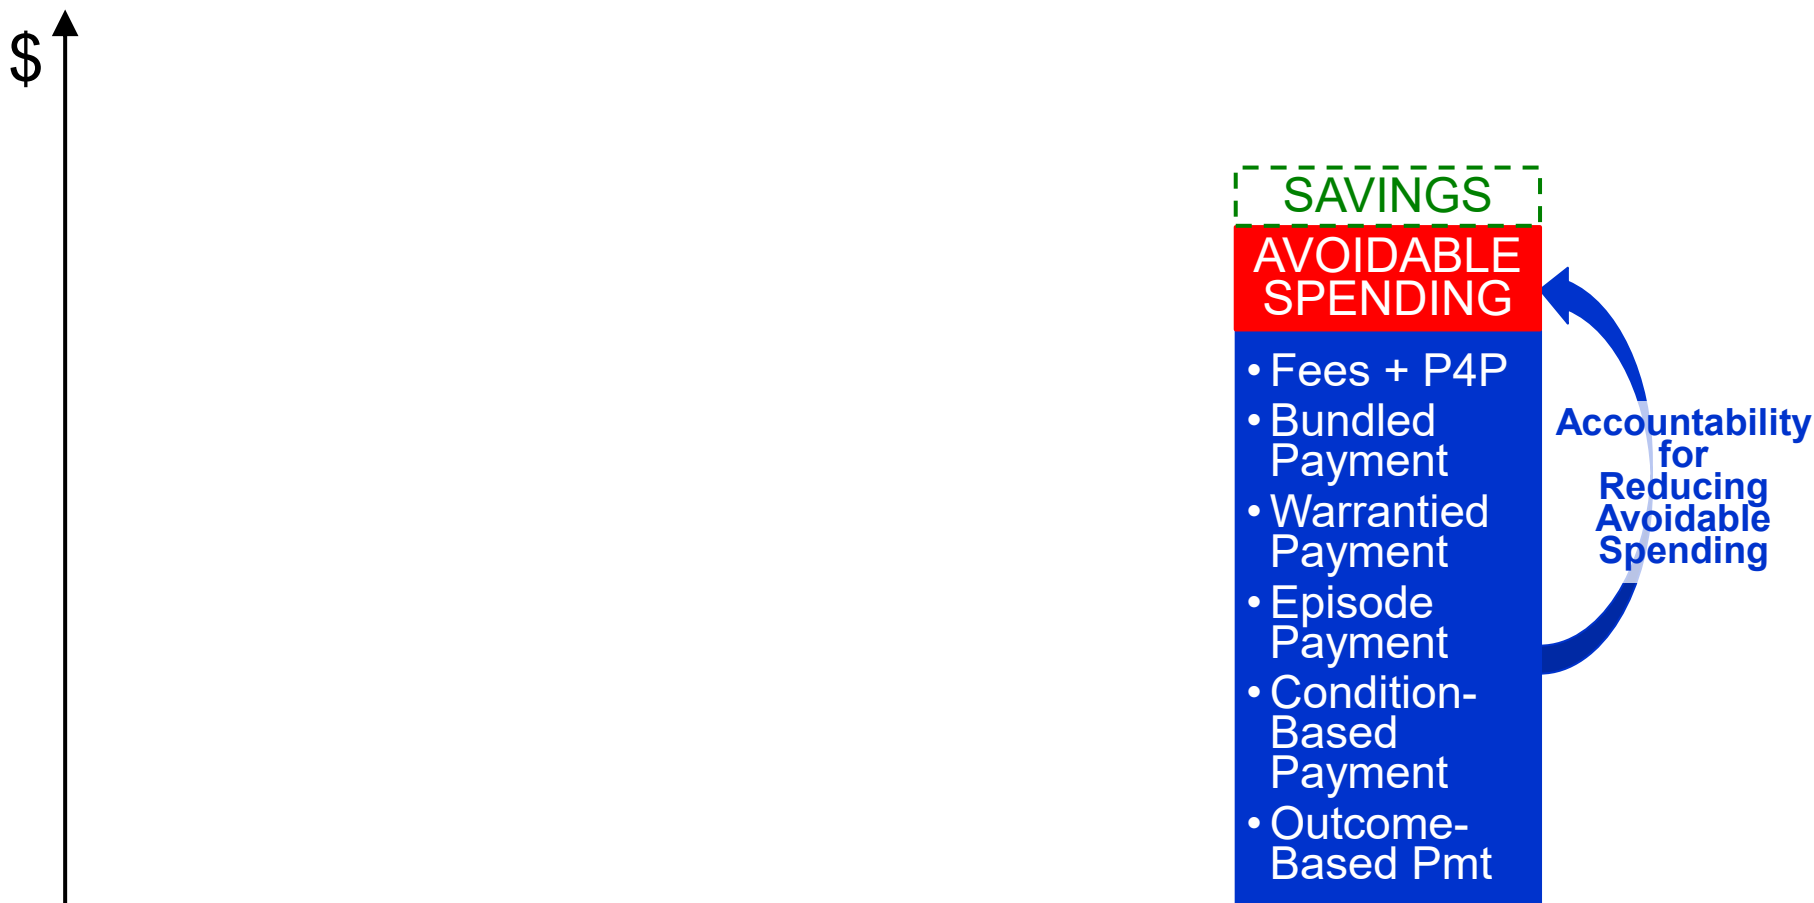 $
SAVINGS
AVOIDABLE
SPENDING
• Fees + P4P
• Bundled
Payment
• Warrantied
Payment
• Episode
Payment
• Condition-
Based
Payment
• Outcome-
Based Pmt
Accountability
for
Reducing
Avoidable
Spending